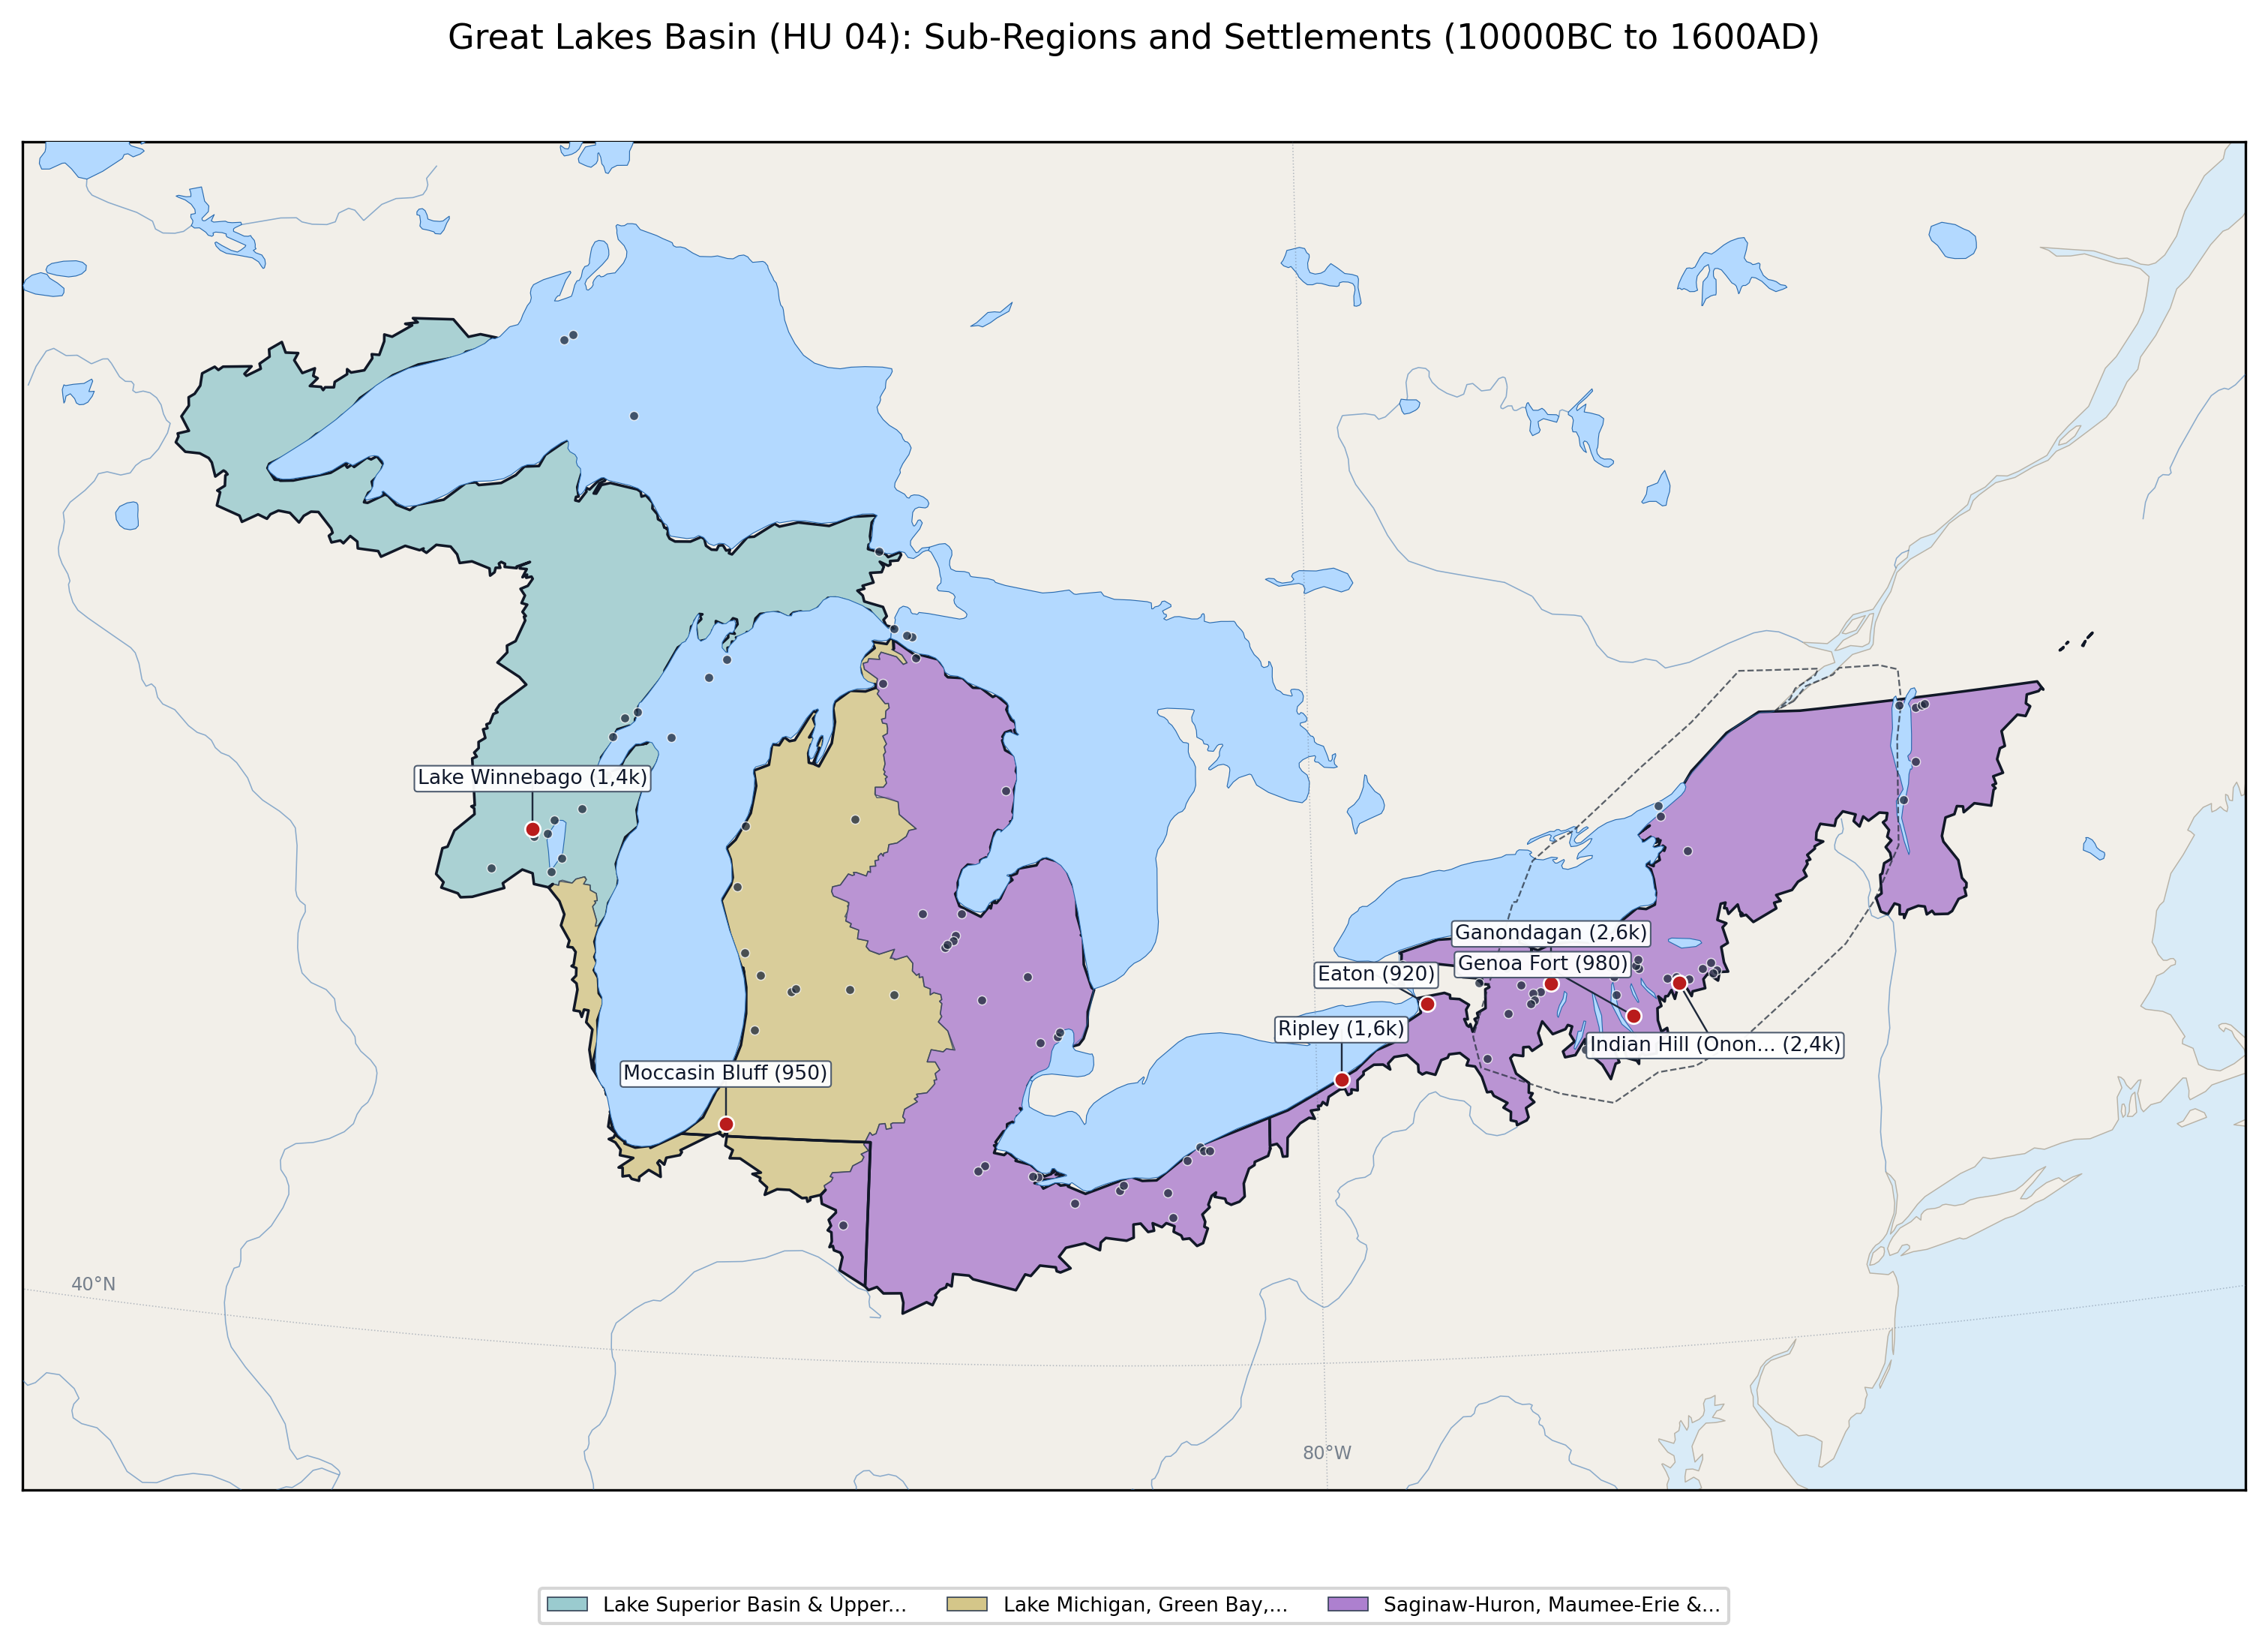 Great Lakes Basin (HU 04): Sub-Regions and Settlements (10000BC to 1600AD)
Lake Winnebago (1,4k)
Ganondagan (2,6k)
Genoa Fort (980)
Eaton (920)
Ripley (1,6k)
Indian Hill (Onon... (2,4k)
Moccasin Bluff (950)
40°N
80°W
Lake Superior Basin & Upper...
Lake Michigan, Green Bay,...
Saginaw-Huron, Maumee-Erie &...